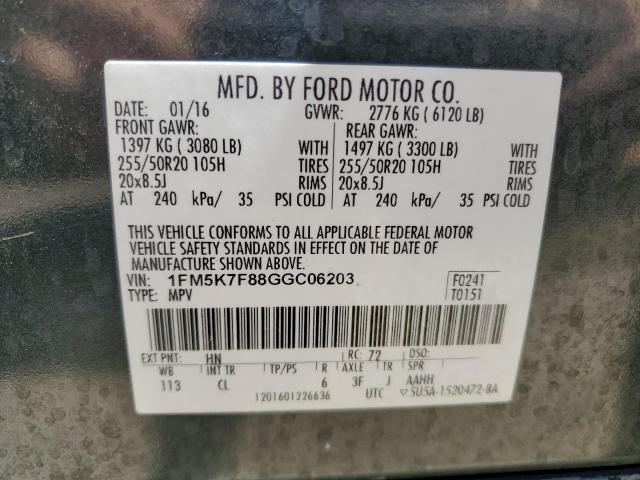 MFD. BY FORD MOTOR CO.
DATE: 01/16 GVWR: 2776 KG ( 6120 LB)
FRONT GAWR: REAR GAWR:
1397 KG ( 3080 LB) WITH 1497 KG ( 3300 LB) WITH
255/50R20 105H TIRES 255/50R20 105H TIRES
20x8.5J RIMS 20x8.5J RIMS
AT 240 kPa/ 35 PSI COLD AT 240 kPa/ 35 PSI COLD
THIS VEHICLE CONFORMS TO ALL APPLICABLE FEDERAL MOTOR
VEHICLE SAFETY STANDARDS IN EFFECT ON THE DATE OF
MANUFACTURE SHOWN ABOVE.
VIN: 1FM5K7F88GGC06203 F0241
TYPE: MPV T0151
EXT PNT: HN RC: 72 DSO:
WB INT TR TP/PS R AXLE TR SPR
113 CL 6 3F J AAHH
1201601226636 UTC ▽5U5A-1520472-BA